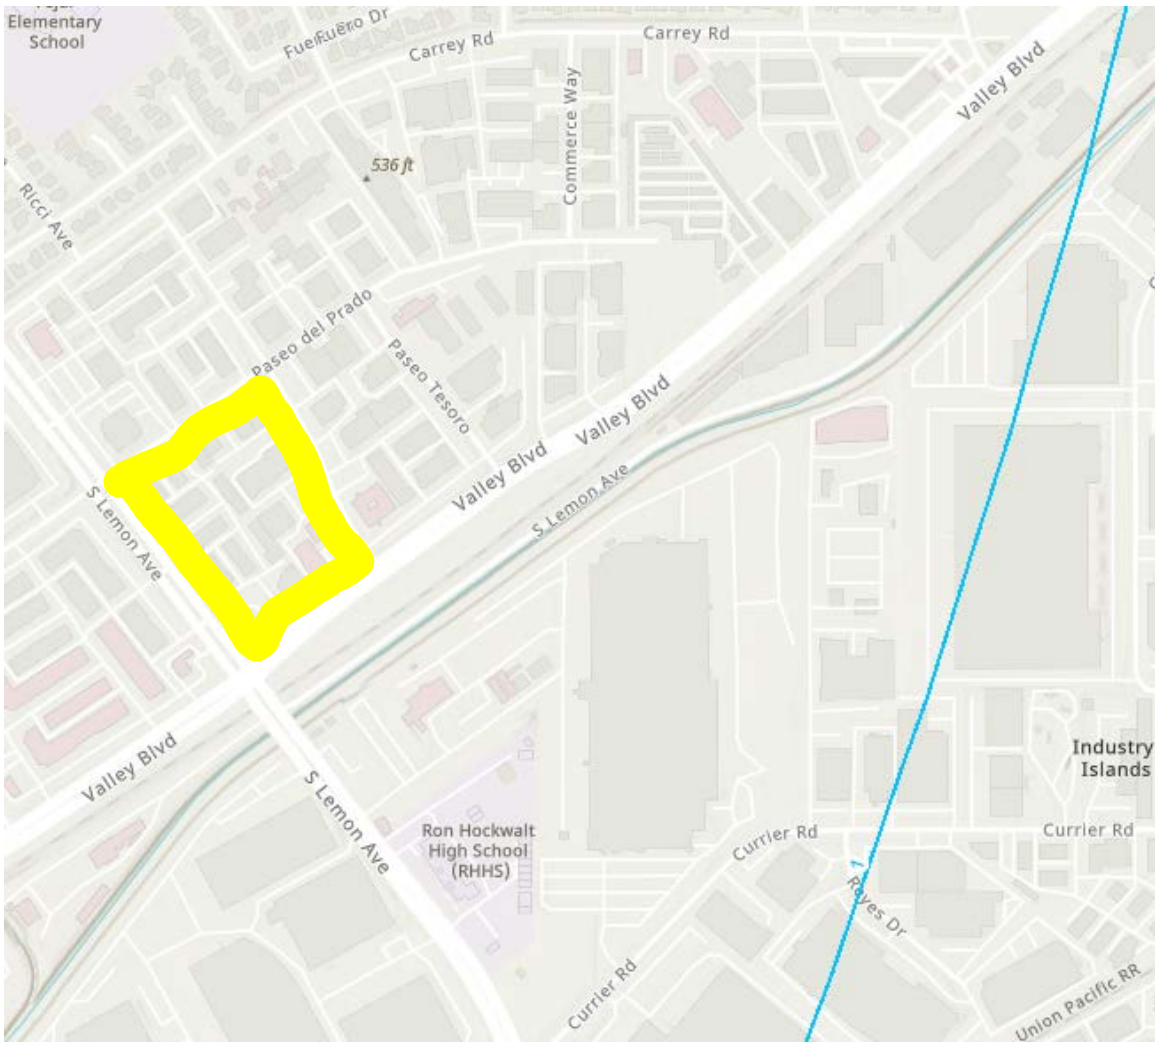 Elementary
School
Fuero Dr
Carrey Rd
Carrey Rd
Valley Blvd
Commerce Way
536 ft
Ricci Ave
Paseo del Prado
Paseo Tesoro
Valley Blvd
Valley Blvd
S Lemon Ave
S Lemon Ave
Valley Blvd
S Lemon Ave
Industry
Islands
Ron Hockwalt
High School
(RHHS)
Currier Rd
Currier Rd
1
Reyes Dr
Currier Rd
Union Pacific RR